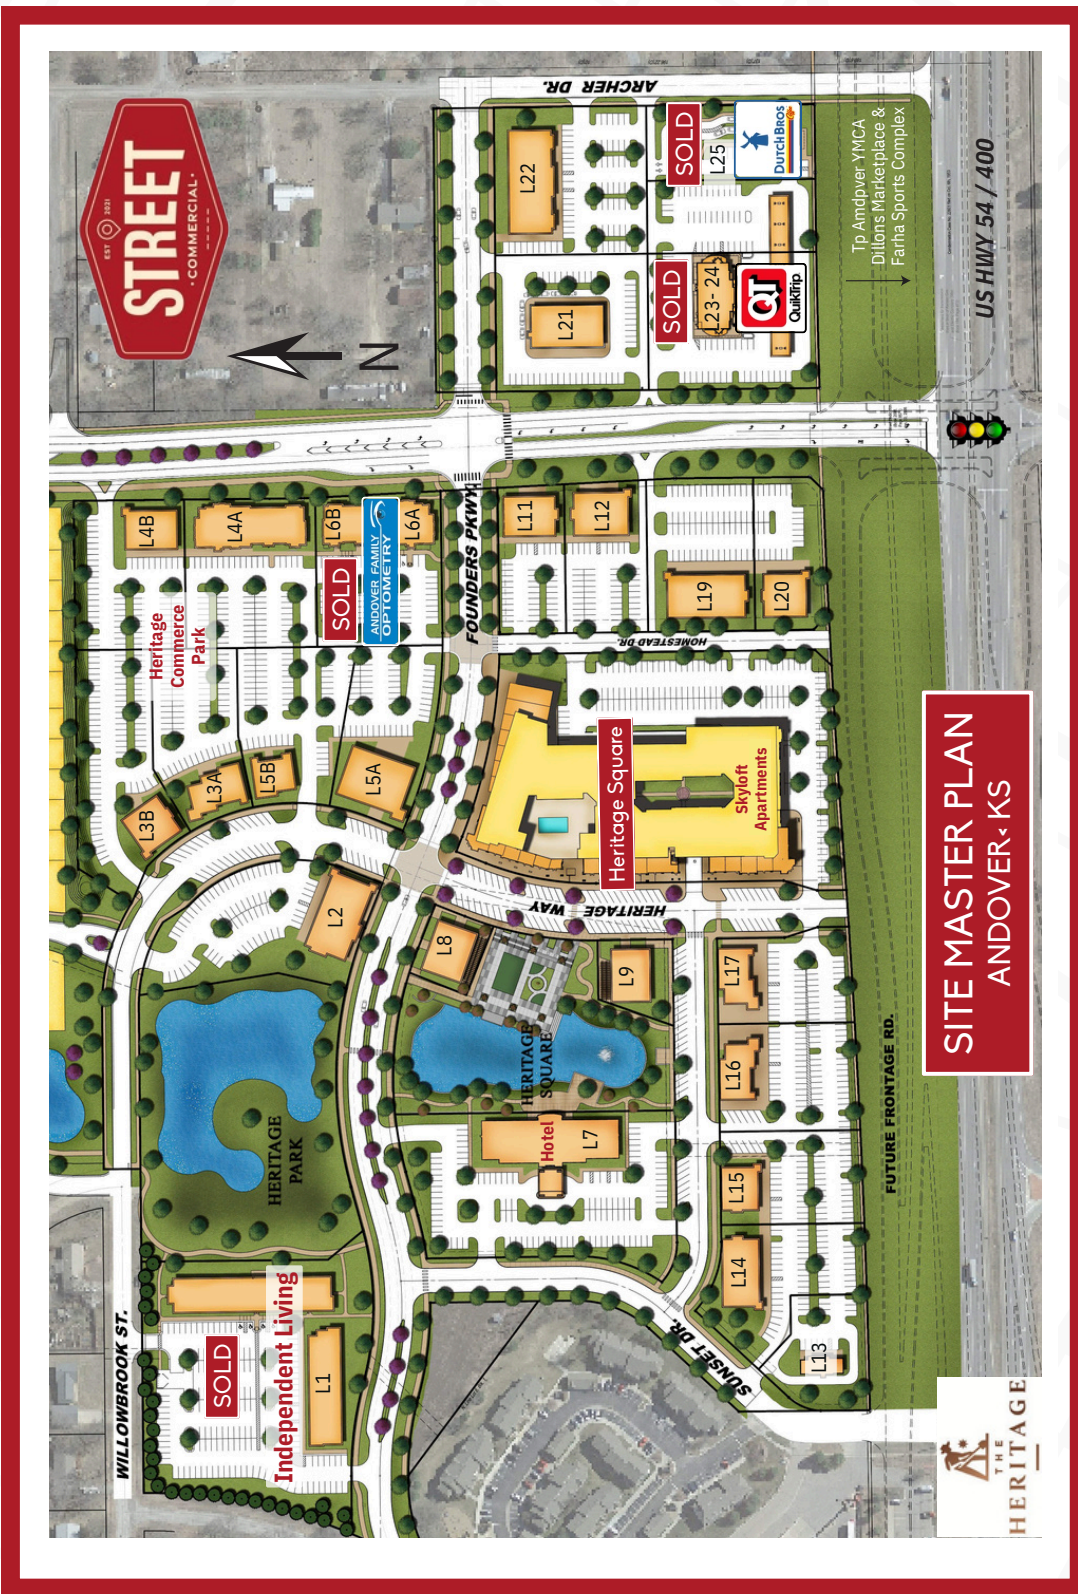 EST 2021
STREET
·COMMERCIAL·
N
ARCHER DR.
L22
SOLD
L25
DUTCH BROS
L21
SOLD
L23- 24
QT
QuikTrip
Tp Amdpver YMCA
Dillons Marketplace &
Farha Sports Complex
US HWY 54 / 400
L4B
L4A
L6B
L6A
SOLD
ANDOVER FAMILY
OPTOMETRY
FOUNDERS PKWY.
L11
L12
L19
L20
HOMESTEAD DR.
Heritage
Commerce
Park
L3B
L3A
L5B
L5A
Heritage Square
Skyloft
Apartments
L2
L8
HERITAGE
WAY
L9
L17
L16
HERITAGE
SQUARE
Hotel
L7
L15
L14
L13
HERITAGE
PARK
SOLD
Independent Living
L1
WILLOWBROOK ST.
SUNSET DR.
FUTURE FRONTAGE RD.
SITE MASTER PLAN
ANDOVER, KS
THE
HERITAGE